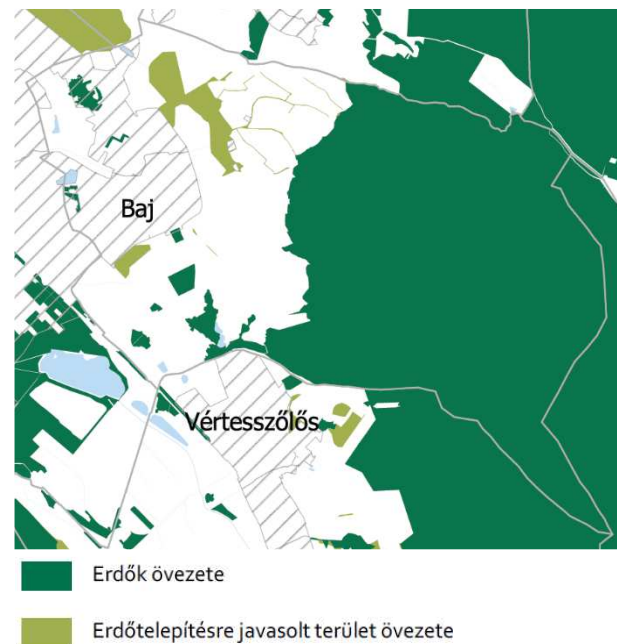 Baj
Vértesszőlős
Erdők övezete
Erdőtelepítésre javasolt terület övezete